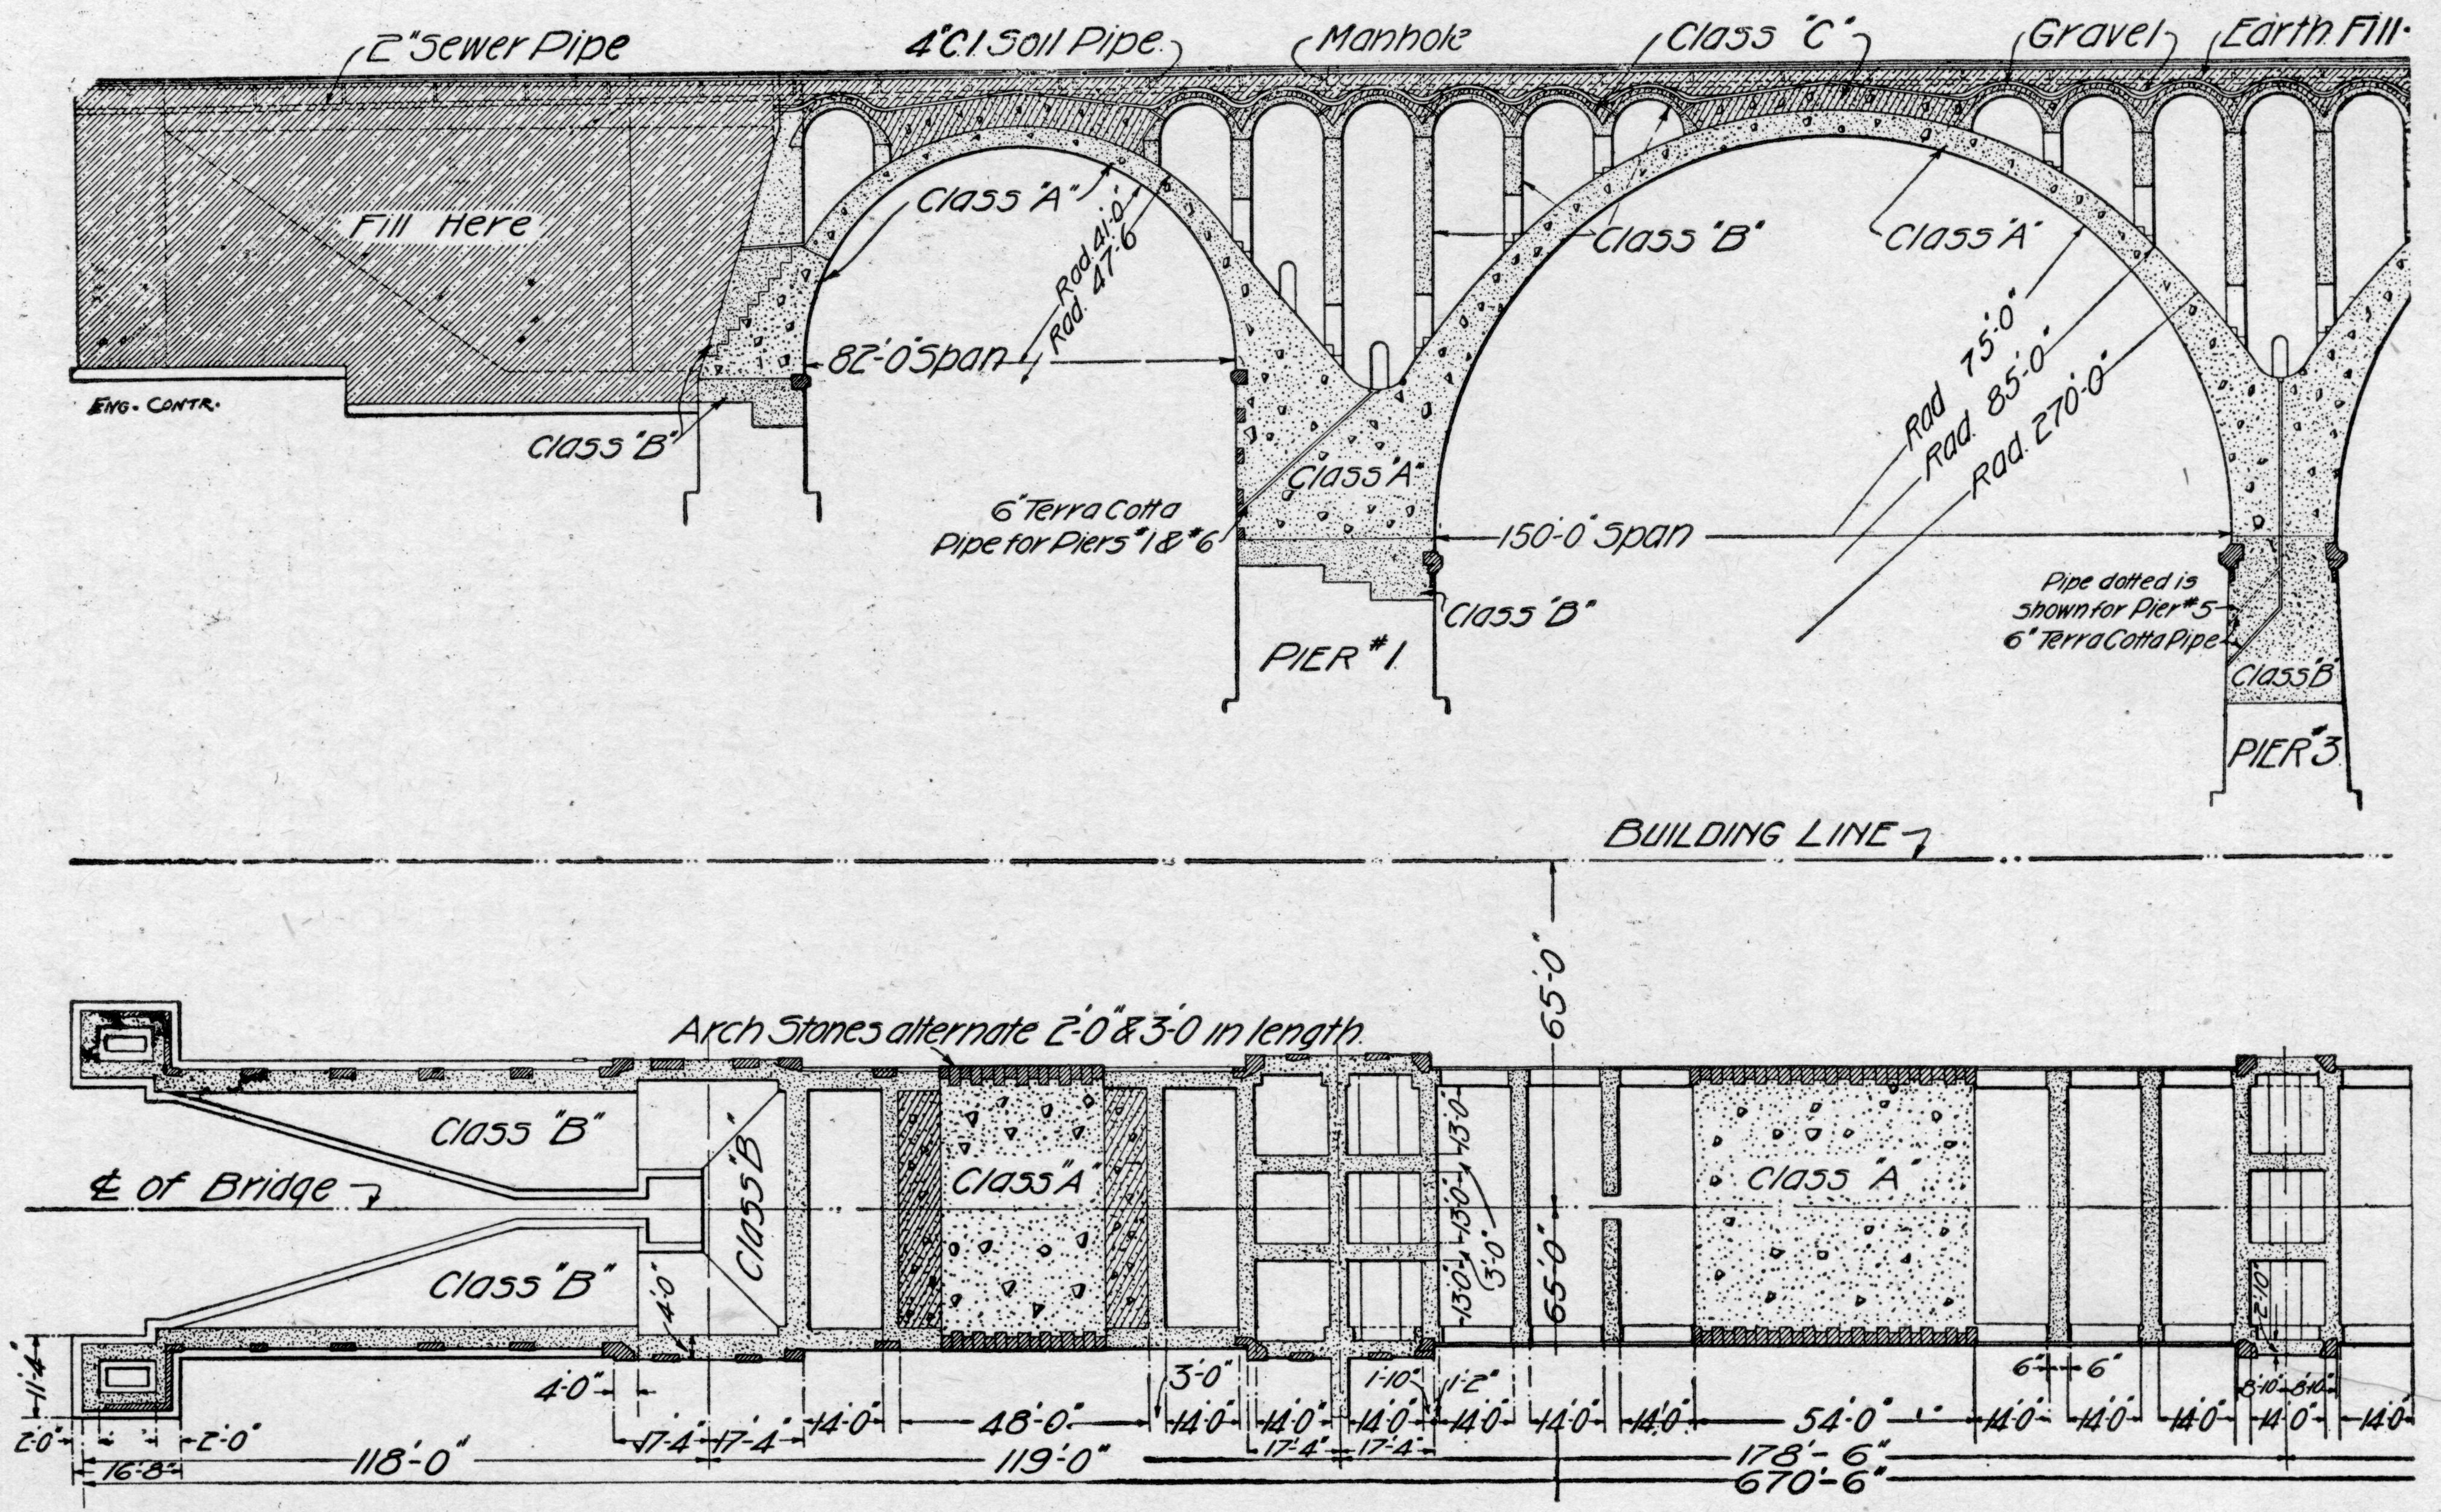 2" Sewer Pipe
4" C.I. Soil Pipe.
Manhole
Class "C"
Gravel
Earth Fill.
Fill Here
Class "A"
Rad. 41'-0"
Rad. 47'-6
Class "B"
Class "A"
82'-0" Span
Rad 75'-0"
Rad. 85'-0"
Rad. 270'-0"
ENG. CONTR.
Class "B"
Class "A"
6" Terra Cotta
Pipe for Piers #1 & #6
150'-0" Span
Class "B"
Pipe dotted is
shown for Pier #5
6" Terra Cotta Pipe
Class "B"
PIER #1.
PIER #3.
BUILDING LINE
65'-0"
Arch Stones alternate 2'-0" & 3'-0 in length.
Class "B"
Class "B"
Class "A"
13'-0"
13'-0"
13'-0"
3'-0"
Class "A"
℄ of Bridge
65'-0"
Class "B"
4'-0"
2'-10"
11'-4"
4'-0"
3'-0"
1'-10"
1'-2"
6" 6"
8'-10" 8'-10"
14'-0" 48'-0" 14'-0" 14'-0" 14'-0" 14'-0" 14'-0" 14'-0" 54'-0" 14'-0" 14'-0" 14'-0" 14'-0" 14'-0
2'-0" 2'-0" 17'-4" 17'-4" 17'-4" 17'-4"
16'-8" 118'-0" 119'-0" 178'-6"
670'-6"